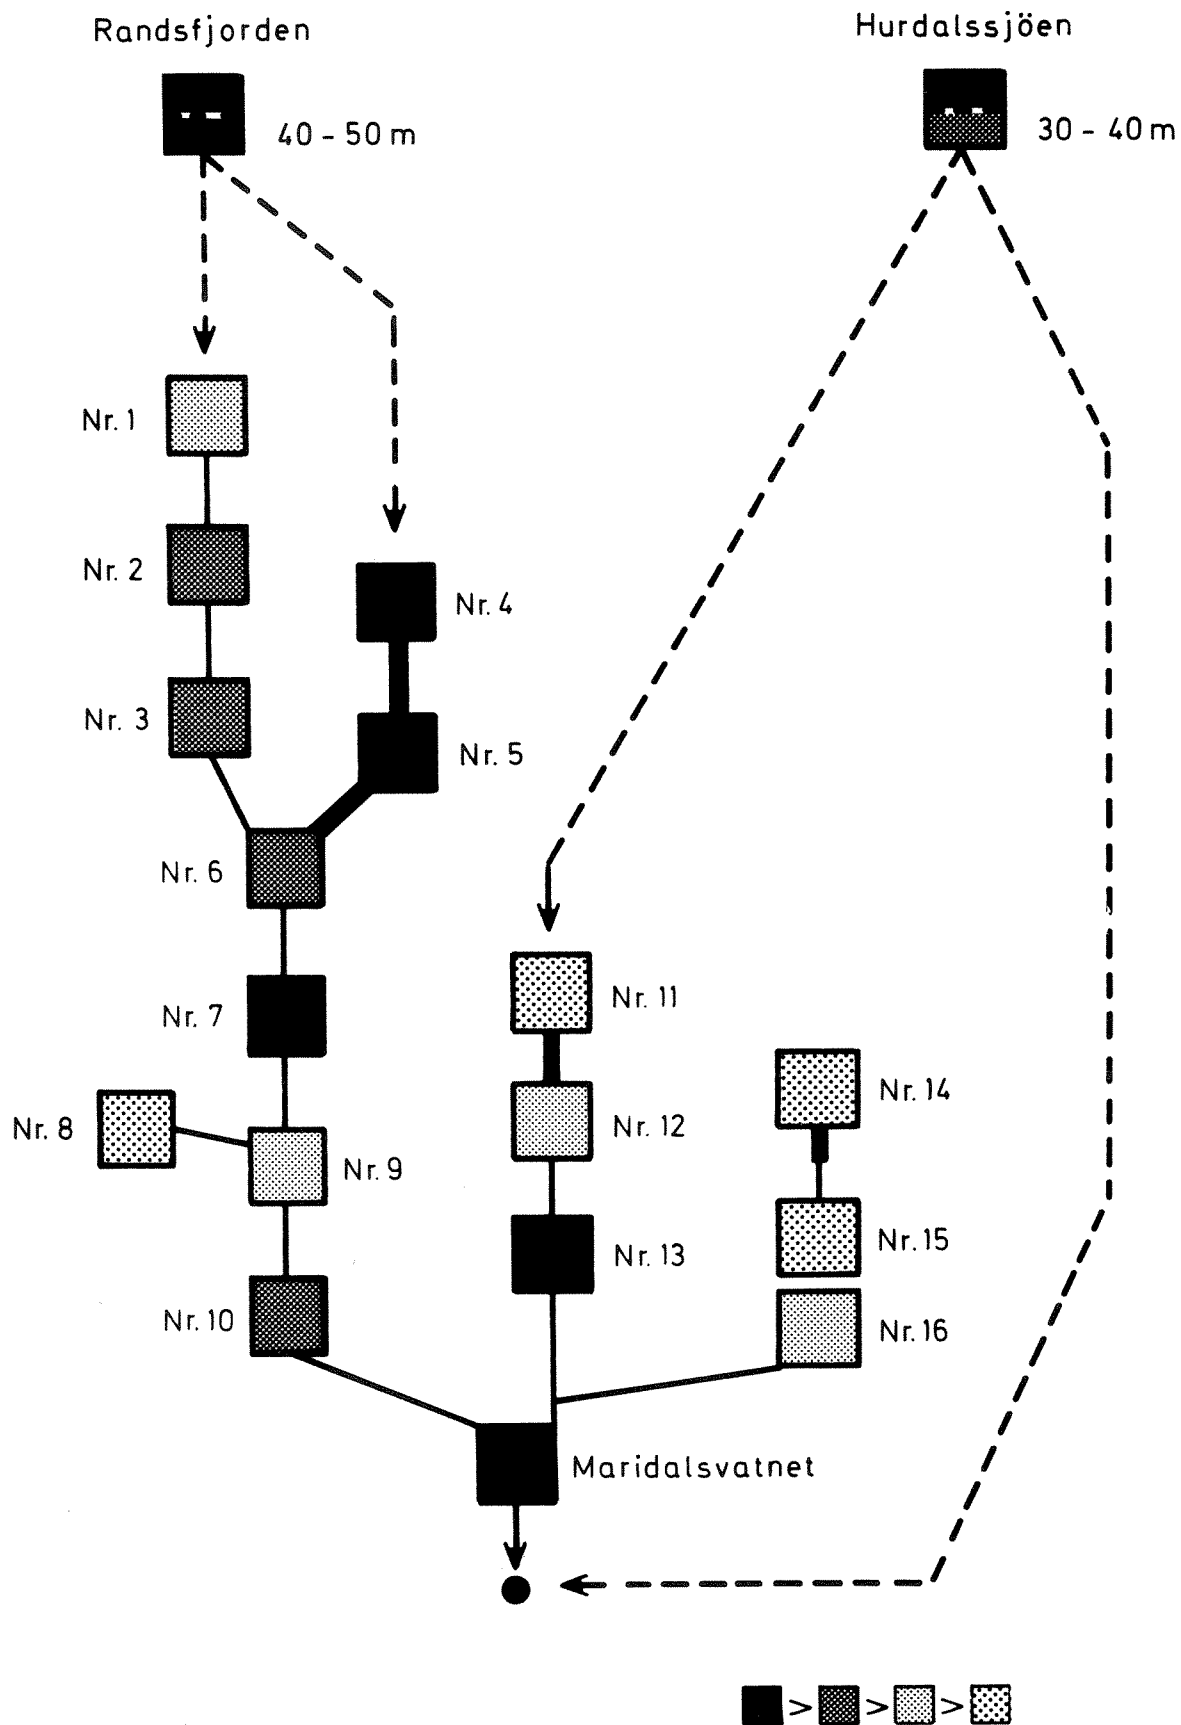 Randsfjorden
Hurdalssjöen
40 - 50 m
30 - 40 m
Nr. 1
Nr. 2
Nr. 4
Nr. 3
Nr. 5
Nr. 6
Nr. 11
Nr. 7
Nr. 14
Nr. 8
Nr. 12
Nr. 9
Nr. 15
Nr. 13
Nr. 10
Nr. 16
Maridalsvatnet
> > >